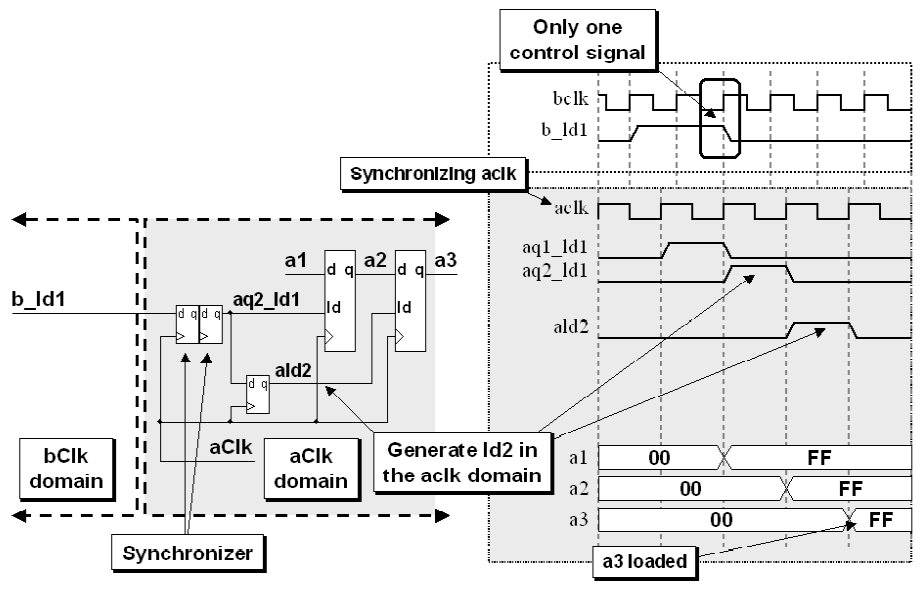 Only one
control signal
bclk
b_ld1
Synchronizing aclk
aclk
aq1_ld1
aq2_ld1
ald2
a1 d q a2 d q a3
b_ld1
d q d q
aq2_ld1
ld
ld
d q
ald2
aClk
bClk
domain
aClk
domain
Generate ld2 in
the aclk domain
Synchronizer
a1 00 FF
a2 00 FF
a3 00 FF
a3 loaded